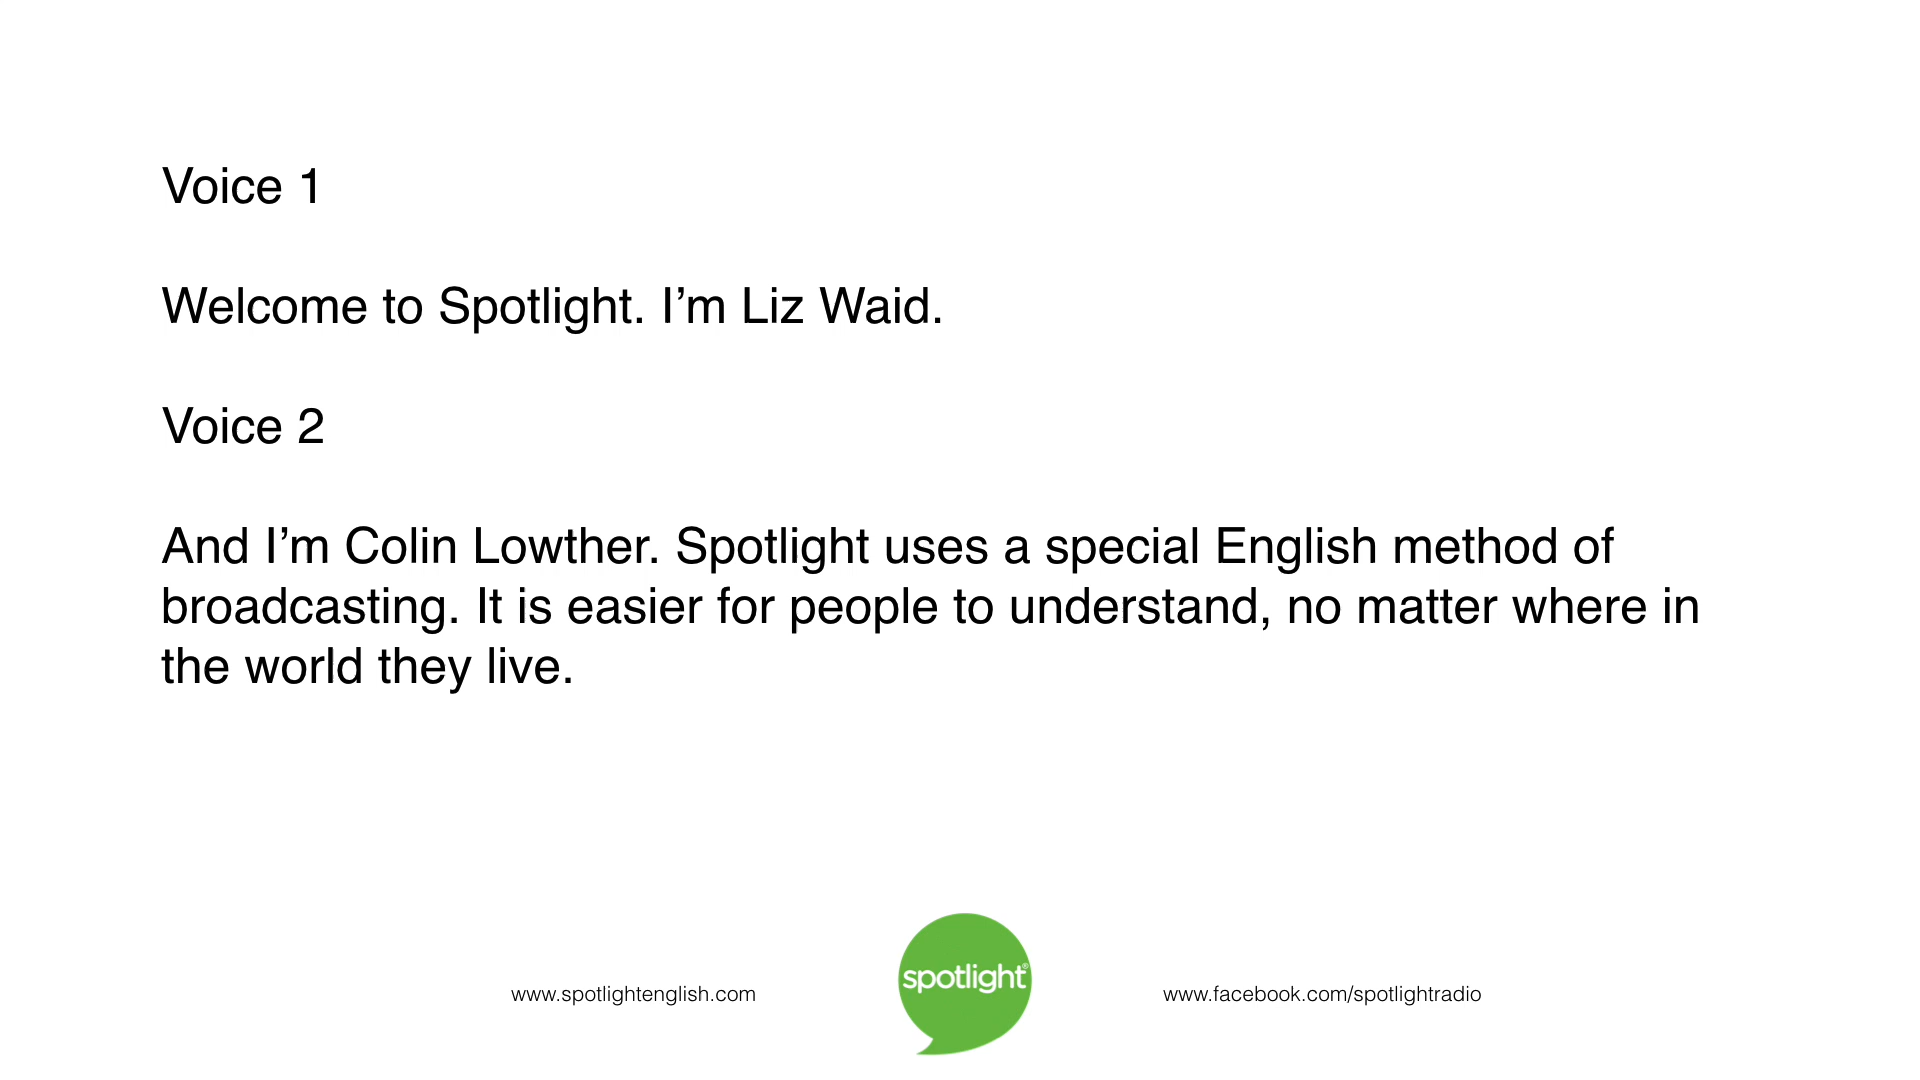 Voice 1
Welcome to Spotlight. I’m Liz Waid.
Voice 2
And I’m Colin Lowther. Spotlight uses a special English method of
broadcasting. It is easier for people to understand, no matter where in
the world they live.
www.spotlightenglish.com
spotlight®
www.facebook.com/spotlightradio